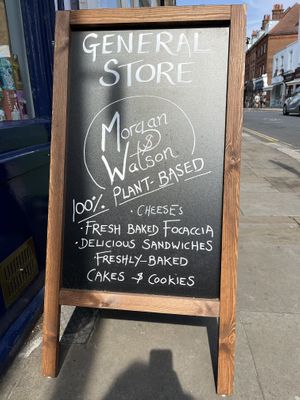 GENERAL
STORE
Morgan
&
Watson
100% PLANT-BASED
· CHEESEs
· FRESH BAKED FOCACCIA
· DELICIOUS SANDWICHES
· FRESHLY-BAKED
CAKES & COOKIES